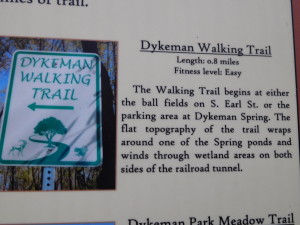 of trail.
DYKEMAN
WALKING
TRAIL
Dykeman Walking Trail
Length: 0.8 miles
Fitness level: Easy
The Walking Trail begins at either
the ball fields on S. Earl St. or the
parking area at Dykeman Spring. The
flat topography of the trail wraps
around one of the Spring ponds and
winds through wetland areas on both
sides of the railroad tunnel.
Dykeman Park Meadow Trail